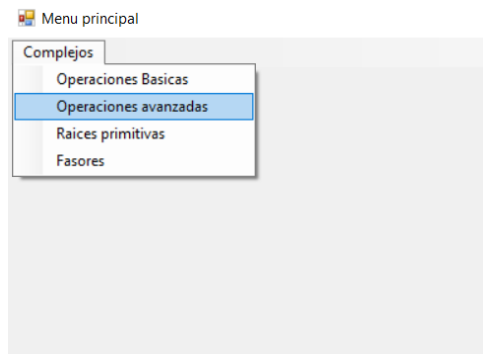 Menu principal
Complejos
Operaciones Basicas
Operaciones avanzadas
Raices primitivas
Fasores